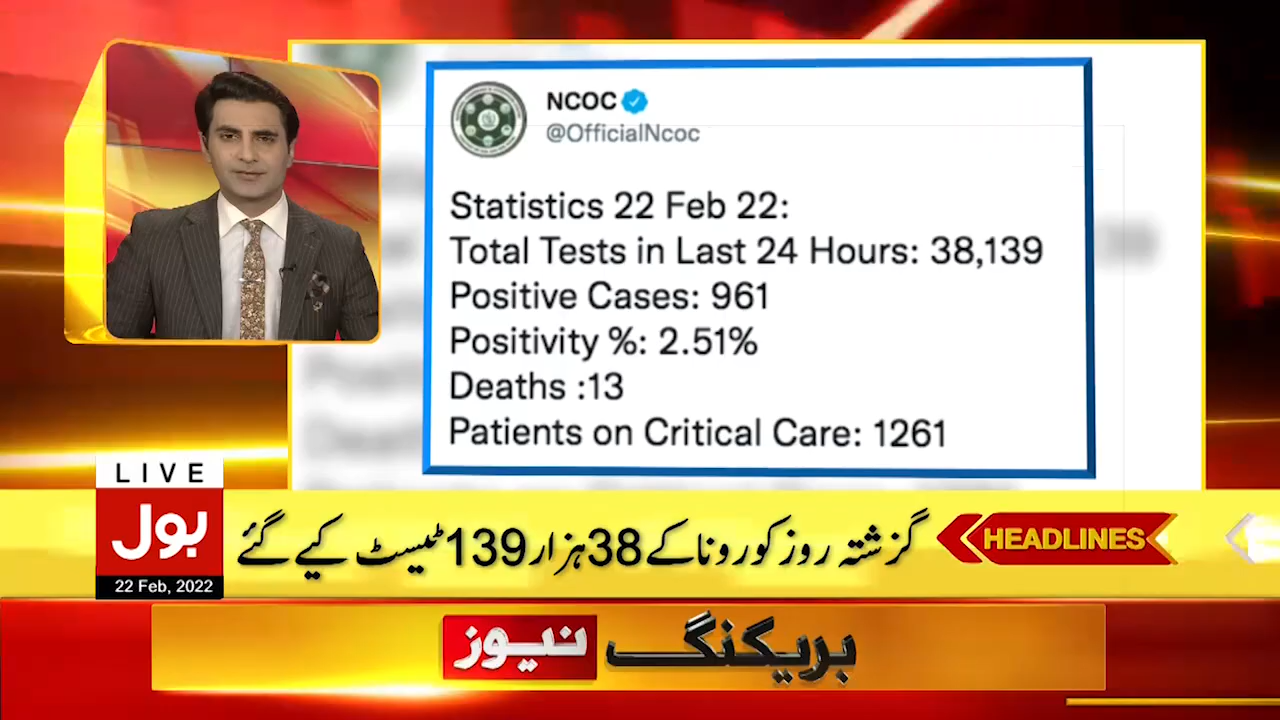 NCOC
@OfficialNcoc
Statistics 22 Feb 22:
Total Tests in Last 24 Hours: 38,139
Positive Cases: 961
Positivity %: 2.51%
Deaths :13
Patients on Critical Care: 1261
LIVE
بول
22 Feb, 2022
HEADLINES
گزشتہ روز کورونا کے 38 ہزار 139 ٹیسٹ کیے گئے
بریکنگ نیوز